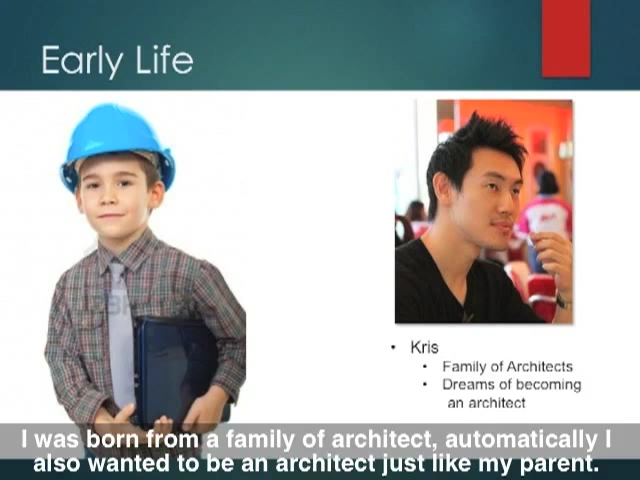 Early Life
Kris
Family of Architects
Dreams of becoming
an architect
I was born from a family of architect, automatically I
also wanted to be an architect just like my parent.